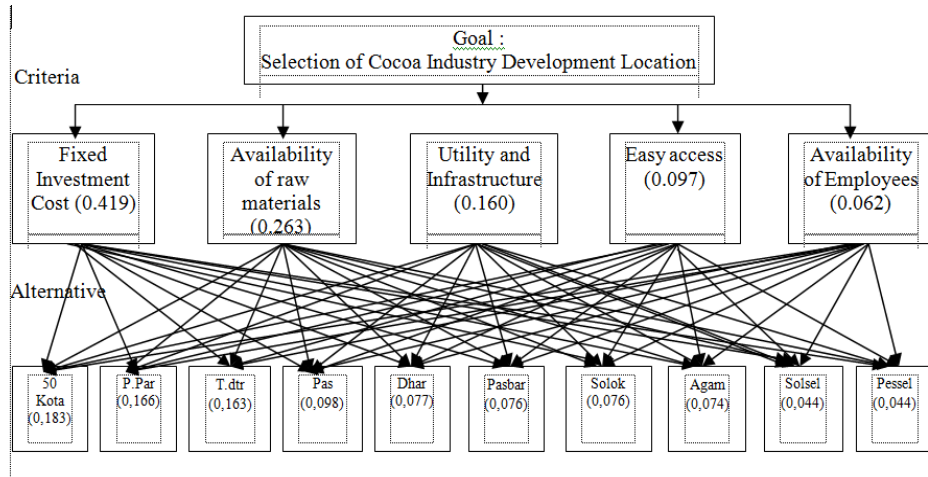 Goal :
Selection of Cocoa Industry Development Location
Criteria
Fixed
Investment
Cost (0.419)
Availability
of raw
materials
(0.263)
Utility and
Infrastructure
(0.160)
Easy access
(0.097)
Availability
of Employees
(0.062)
Alternative
50
Kota
(0,183)
P.Par
(0,166)
T.dtr
(0,163)
Pas
(0,098)
Dhar
(0,077)
Pasbar
(0,076)
Solok
(0,076)
Agam
(0,074)
Solsel
(0,044)
Pessel
(0,044)